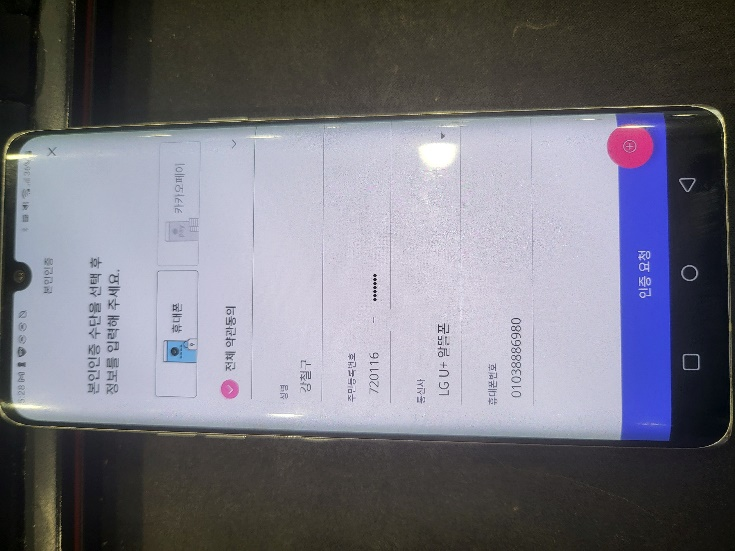 본인인증
본인인증 수단을 선택 후
정보를 입력해 주세요.
휴대폰
카카오페이
전체 약관동의
성명
강철구
주민등록번호
720116 - •••••••
통신사
LG U+ 알뜰폰
휴대폰번호
01038886980
인증 요청